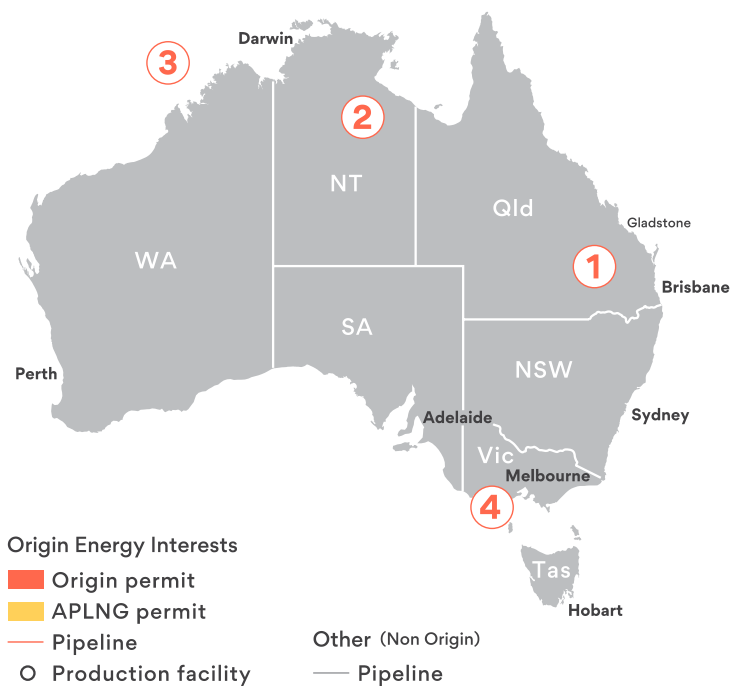 Darwin
3
2
NT
Qld
Gladstone
WA
1
Brisbane
SA
NSW
Perth
Adelaide
Sydney
Vic
Melbourne
4
Tas
Hobart
Origin Energy Interests
Origin permit
APLNG permit
Pipeline
Production facility
Other (Non Origin)
Pipeline